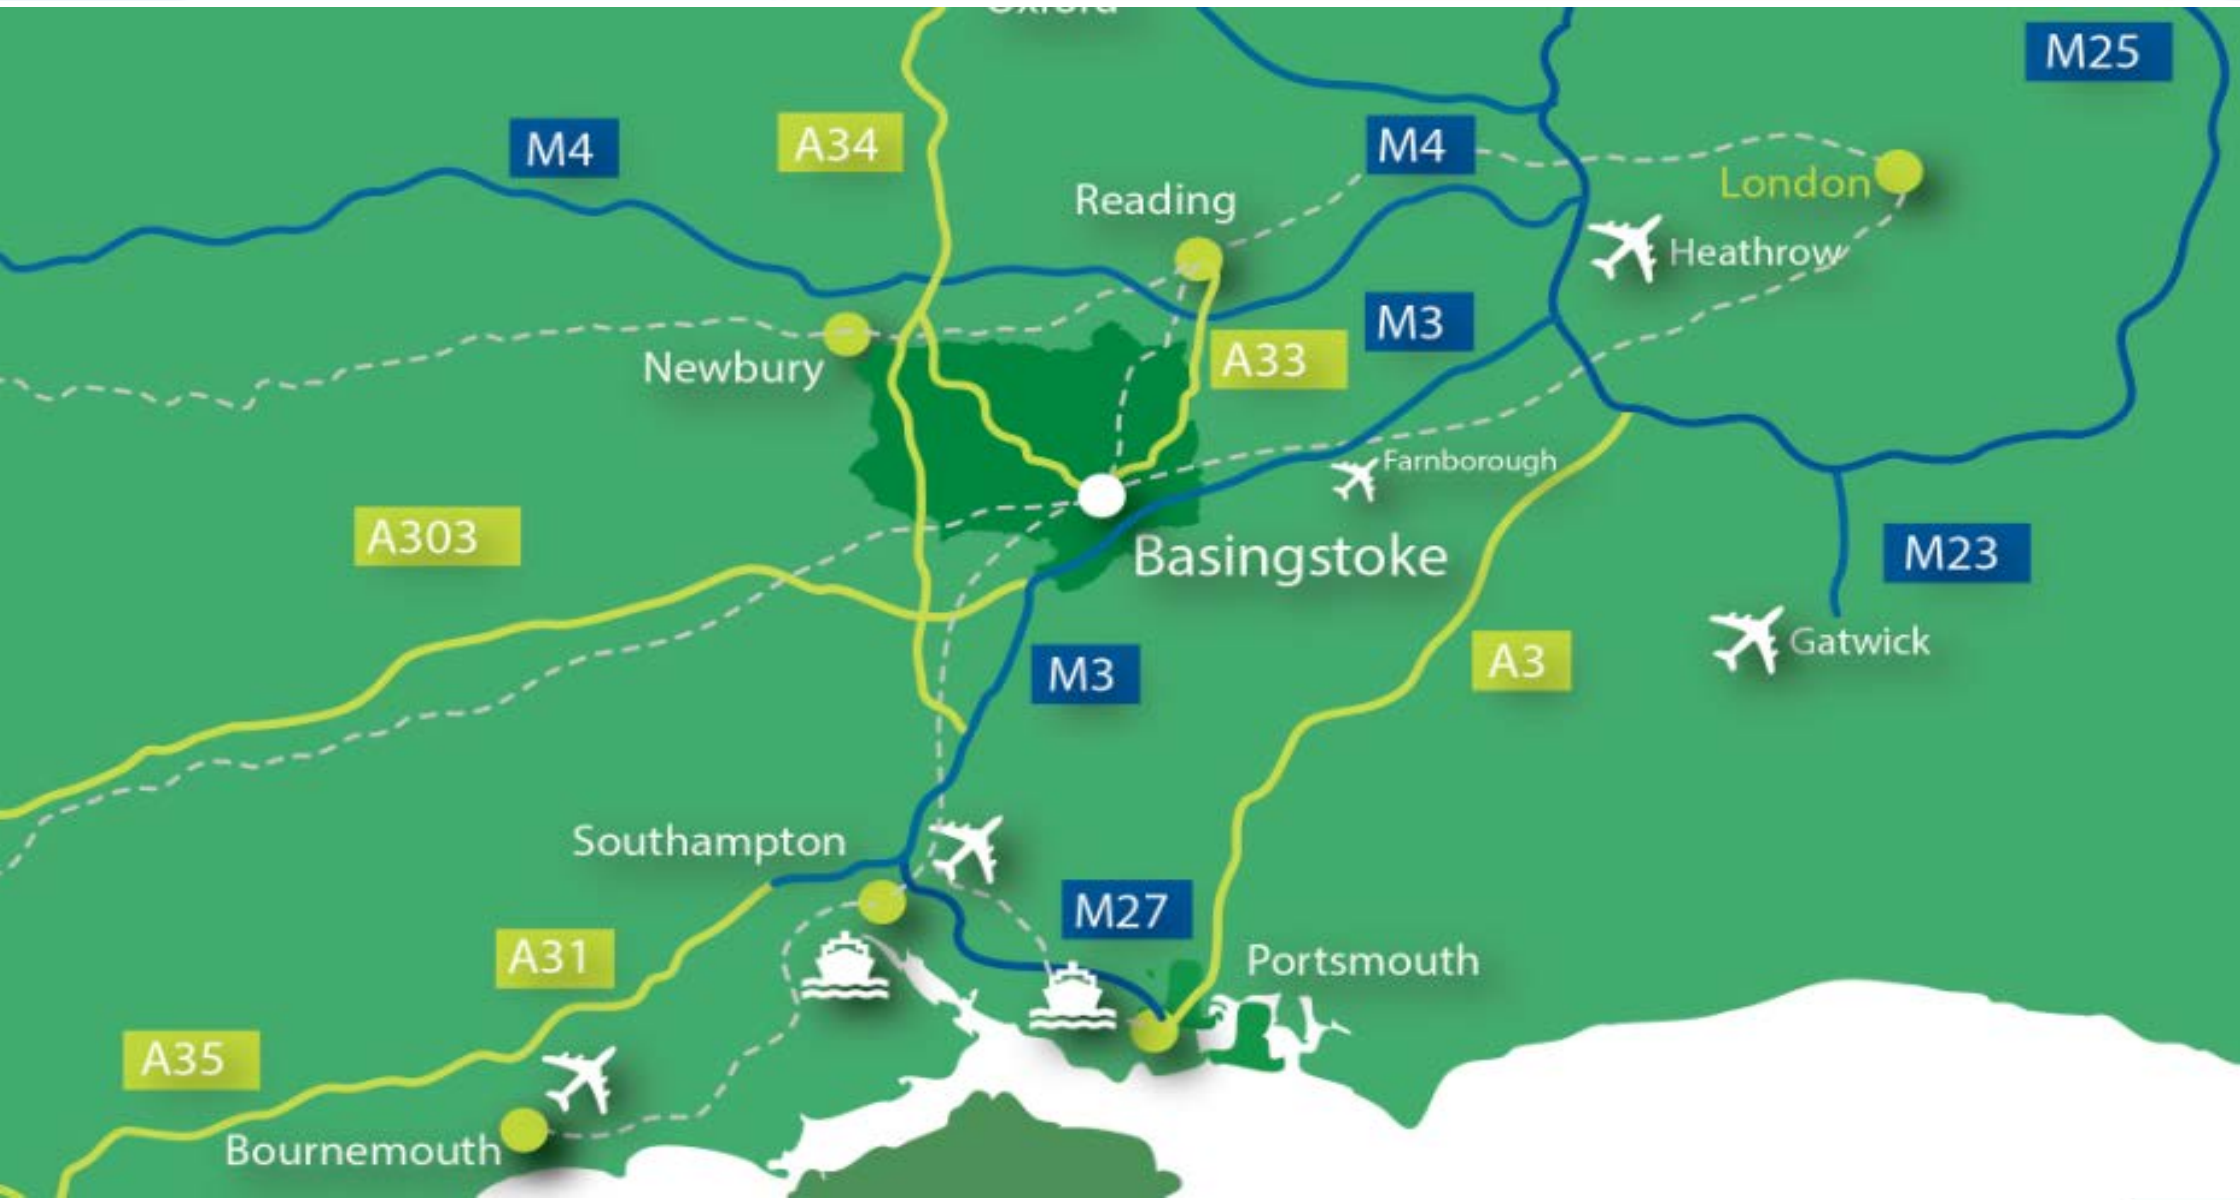 Oxford
M25
M4
A34
M4
London
Reading
Heathrow
M3
A33
Newbury
Farnborough
A303
Basingstoke
M23
Gatwick
M3
A3
Southampton
M27
A31
Portsmouth
A35
Bournemouth